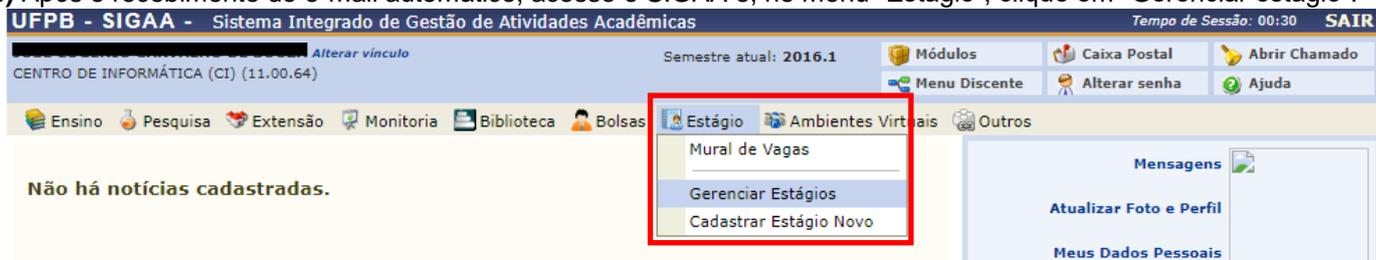 Após o recebimento do e-mail automático, acesse o SIGAA e, no menu "Estágio", clique em "Gerenciar estágio".
UFPB - SIGAA - Sistema Integrado de Gestão de Atividades Acadêmicas Tempo de Sessão: 00:30 SAIR
Alterar vínculo Semestre atual: 2016.1 Módulos Caixa Postal Abrir Chamado
CENTRO DE INFORMÁTICA (CI) (11.00.64)
Menu Discente Alterar senha Ajuda
Ensino Pesquisa Extensão Monitoria Biblioteca Bolsas Estágio Ambientes Virtuais Outros
Mural de Vagas
Mensagens
Não há notícias cadastradas.
Gerenciar Estágios
Atualizar Foto e Perfil
Cadastrar Estágio Novo
Meus Dados Pessoais